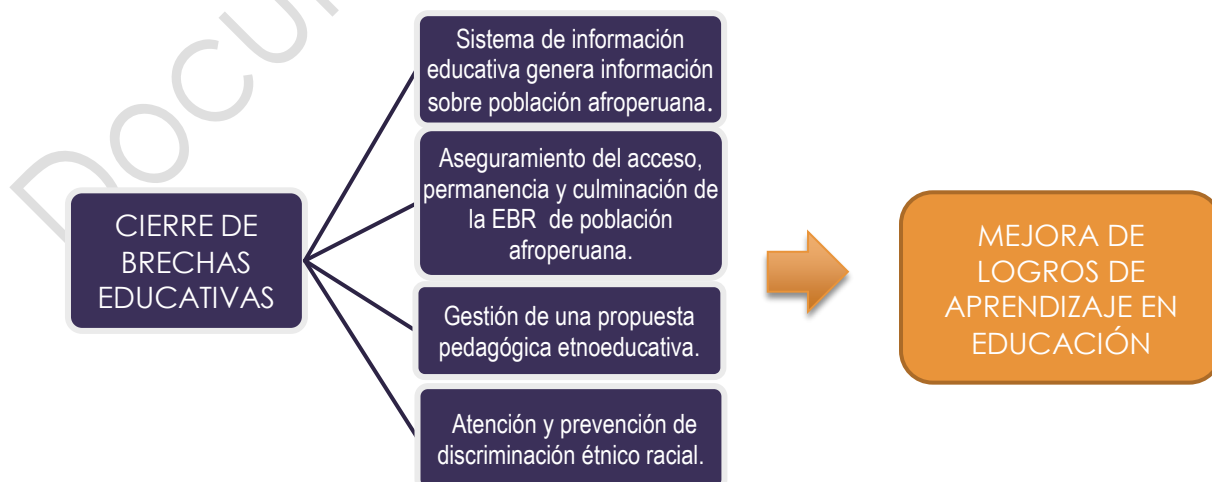 DOCU
Sistema de información
educativa genera información
sobre población afroperuana.
Aseguramiento del acceso,
permanencia y culminación de
la EBR de población
afroperuana.
CIERRE DE
BRECHAS
EDUCATIVAS
Gestión de una propuesta
pedagógica etnoeducativa.
Atención y prevención de
discriminación étnico racial.
MEJORA DE
LOGROS DE
APRENDIZAJE EN
EDUCACIÓN